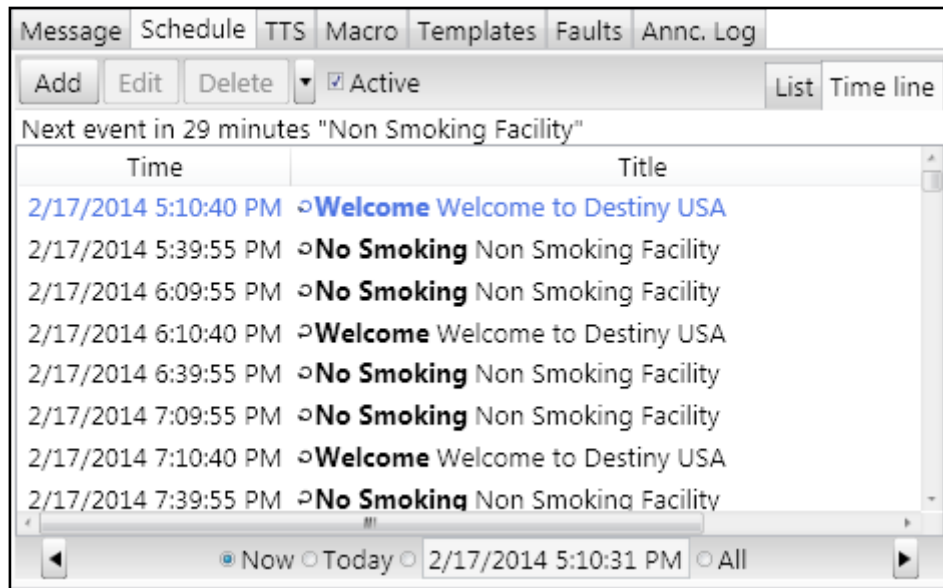 Message Schedule TTS Macro Templates Faults Annc. Log
Add Edit Delete Active List Time line
Next event in 29 minutes "Non Smoking Facility"
Time Title
2/17/2014 5:10:40 PM Welcome Welcome to Destiny USA
2/17/2014 5:39:55 PM No Smoking Non Smoking Facility
2/17/2014 6:09:55 PM No Smoking Non Smoking Facility
2/17/2014 6:10:40 PM Welcome Welcome to Destiny USA
2/17/2014 6:39:55 PM No Smoking Non Smoking Facility
2/17/2014 7:09:55 PM No Smoking Non Smoking Facility
2/17/2014 7:10:40 PM Welcome Welcome to Destiny USA
2/17/2014 7:39:55 PM No Smoking Non Smoking Facility
Now Today 2/17/2014 5:10:31 PM All